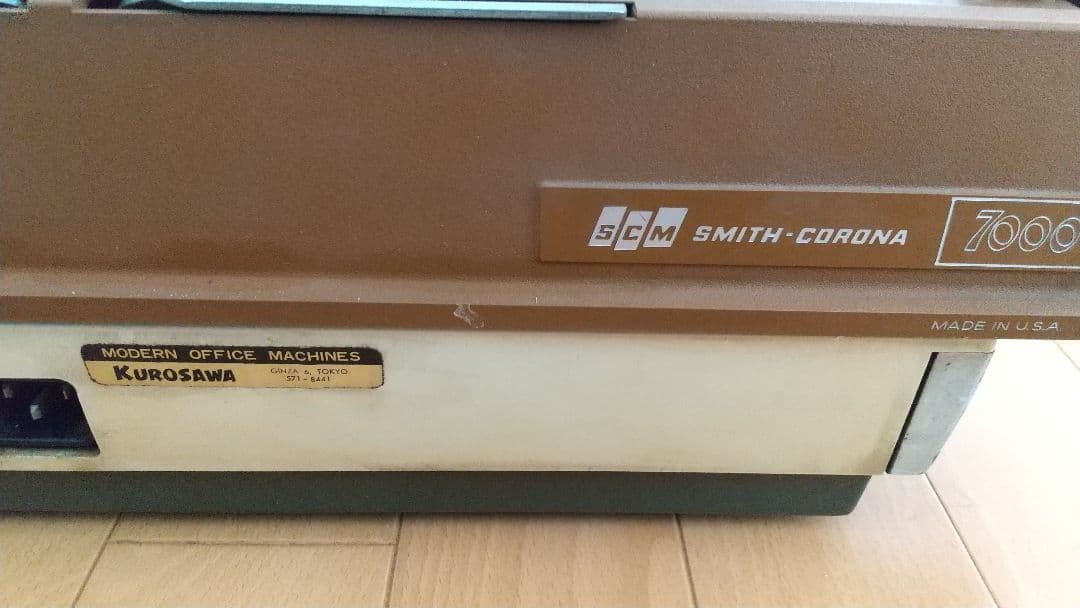 SCM SMITH-CORONA 7000
MADE IN U.S.A.
MODERN OFFICE MACHINES
KUROSAWA
GINZA 6, TOKYO
571-8441